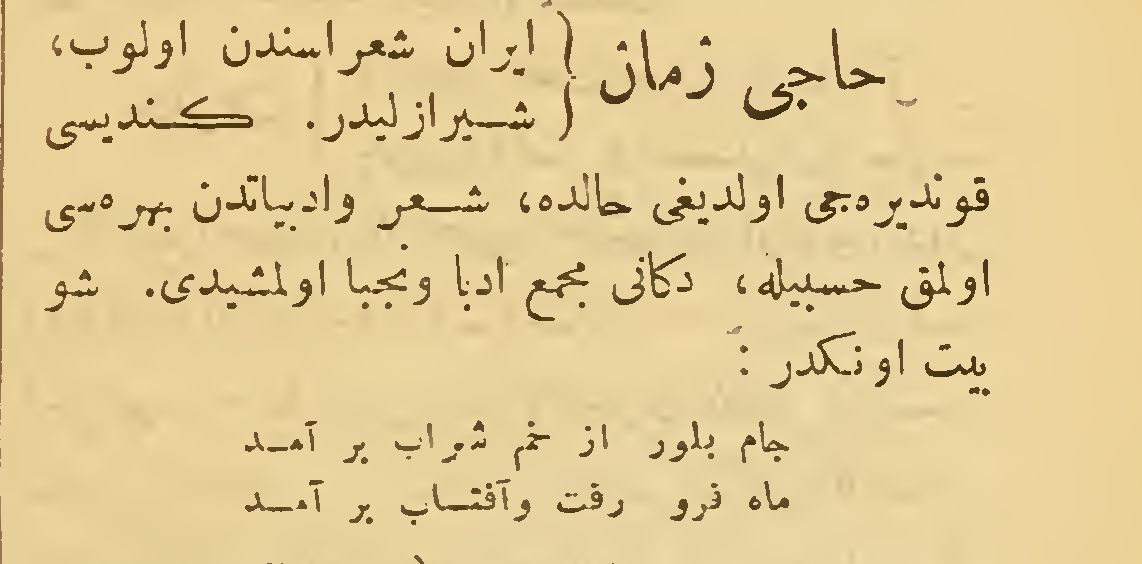 حاجی زمان { ایران شعراسندن اولوب،
{ شیرازلیدر. کندیسی
قوندیره‌جی اولدیغی حالده، شعر وادبیاتدن بهره‌سی
اولمق حسبیله، دکانی مجمع ادبا ونجبا اولمشیدی. شو
بیت اونکدر :
جام بلور از خم شراب بر آمد
ماه فرو رفت وآفتاب بر آمد